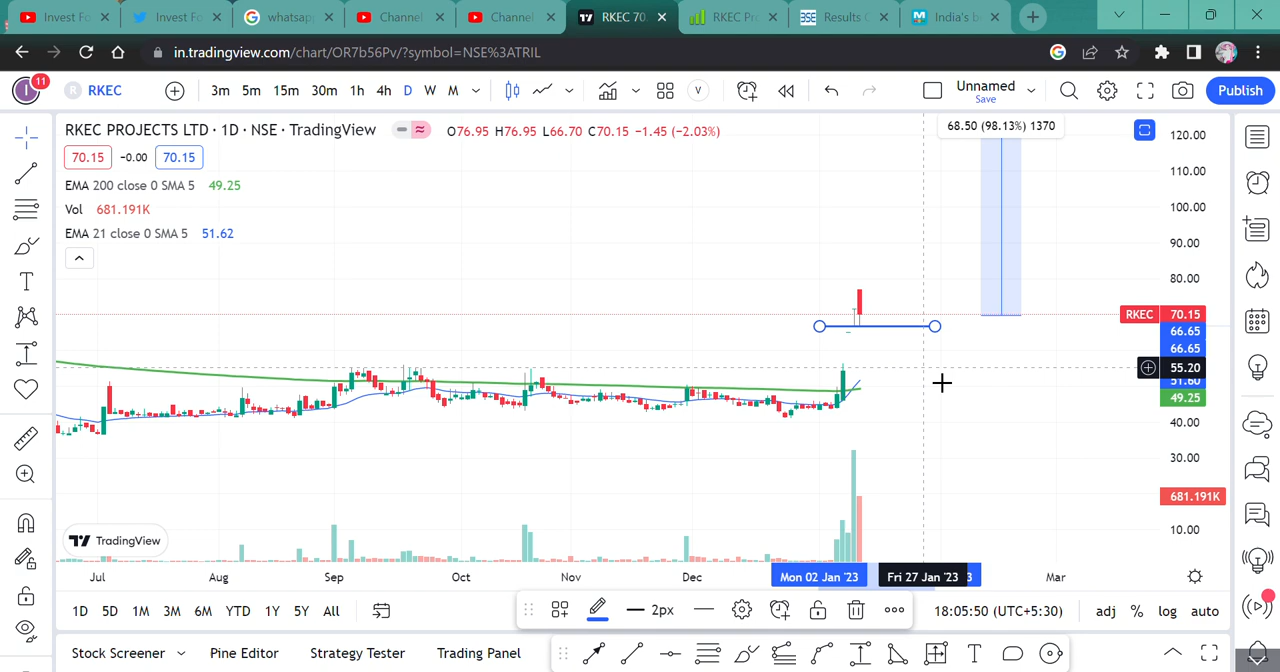 Invest Fo
Invest Fo
whatsap
Channel
Channel
RKEC 70.
RKEC Pr
BSE Results
India's b
in.tradingview.com/chart/OR7b56Pv/?symbol=NSE%3ATRIL
I 11 R RKEC 3m 5m 15m 30m 1h 4h D W M V Unnamed Save Publish
RKEC PROJECTS LTD · 1D · NSE · TradingView O76.95 H76.95 L66.70 C70.15 −1.45 (−2.03%)
70.15 −0.00 70.15
EMA 200 close 0 SMA 5 49.25
Vol 681.191K
EMA 21 close 0 SMA 5 51.62
68.50 (98.13%) 1370
120.00
110.00
100.00
90.00
80.00
RKEC 70.15
66.65
66.65
55.20
51.60
49.25
40.00
30.00
681.191K
10.00
TradingView
Jul Aug Sep Oct Nov Dec Mon 02 Jan '23 Fri 27 Jan '23 3 Mar
1D 5D 1M 3M 6M YTD 1Y 5Y All 2px 18:05:50 (UTC+5:30) adj % log auto
Stock Screener Pine Editor Strategy Tester Trading Panel